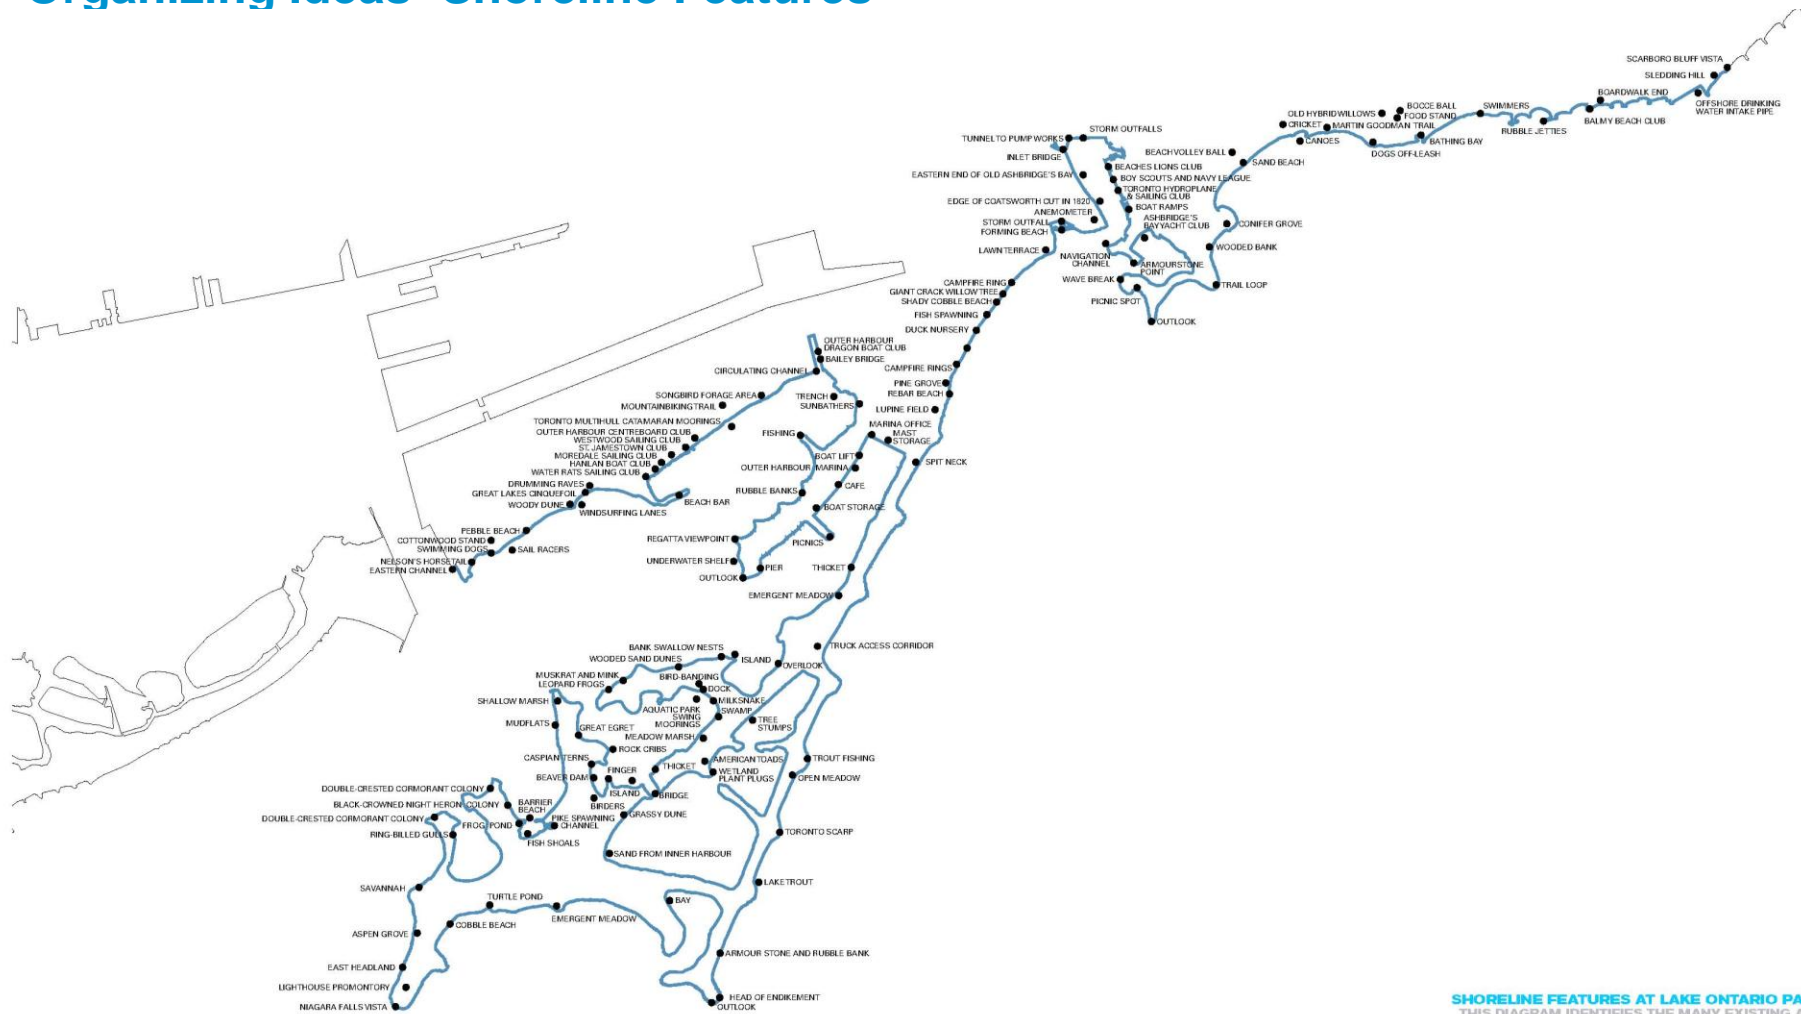 Organizing Ideas- Shoreline Features
SCARBORO BLUFF VISTA
SLEDDING HILL
BOARDWALK END
OFFSHORE DRINKING
WATER INTAKE PIPE
BALMY BEACH CLUB
RUBBLE JETTIES
SWIMMERS
BOCCE BALL
OLD HYBRID WILLOWS
FOOD STAND
CRICKET
MARTIN GOODMAN TRAIL
BATHING BAY
CANOES
DOGS OFF-LEASH
BEACH VOLLEY BALL
SAND BEACH
STORM OUTFALLS
TUNNEL TO PUMP WORKS
INLET BRIDGE
BEACHES LIONS CLUB
EASTERN END OF OLD ASHBRIDGE'S BAY
BOY SCOUTS AND NAVY LEAGUE
TORONTO HYDROPLANE
& SAILING CLUB
EDGE OF COATSWORTH CUT IN 1820
BOAT RAMPS
ANEMOMETER
ASHBRIDGE'S
BAY YACHT CLUB
STORM OUTFALL
FORMING BEACH
CONIFER GROVE
LAWN TERRACE
WOODED BANK
NAVIGATION
CHANNEL
ARMOURSTONE
POINT
WAVE BREAK
TRAIL LOOP
PICNIC SPOT
OUTLOOK
CAMPFIRE RING
GIANT CRACK WILLOW TREE
SHADY COBBLE BEACH
FISH SPAWNING
DUCK NURSERY
OUTER HARBOUR
DRAGON BOAT CLUB
BAILEY BRIDGE
CIRCULATING CHANNEL
CAMPFIRE RINGS
PINE GROVE
REBAR BEACH
SONGBIRD FORAGE AREA
TRENCH
SUNBATHERS
MOUNTAIN BIKING TRAIL
LUPINE FIELD
TORONTO MULTIHULL CATAMARAN MOORINGS
MARINA OFFICE
MAST
STORAGE
OUTER HARBOUR CENTREBOARD CLUB
FISHING
WESTWOOD SAILING CLUB
ST. JAMESTOWN CLUB
MOREDALE SAILING CLUB
BOAT LIFT
HANLAN BOAT CLUB
OUTER HARBOUR MARINA
SPIT NECK
WATER RATS SAILING CLUB
DRUMMING RAVES
CAFE
GREAT LAKES CINQUEFOIL
RUBBLE BANKS
BEACH BAR
WOODY DUNE
WINDSURFING LANES
BOAT STORAGE
PEBBLE BEACH
COTTONWOOD STAND
REGATTA VIEWPOINT
PICNICS
SWIMMING DOGS
SAIL RACERS
NELSON'S HORSETAIL
UNDERWATER SHELF
EASTERN CHANNEL
PIER
THICKET
OUTLOOK
EMERGENT MEADOW
TRUCK ACCESS CORRIDOR
BANK SWALLOW NESTS
ISLAND
WOODED SAND DUNES
OVERLOOK
MUSKRAT AND MINK
BIRD-BANDING
LEOPARD FROGS
DOCK
SHALLOW MARSH
MILKSNAKE
AQUATIC PARK
SWING
MOORINGS
SWAMP
MUDFLATS
GREAT EGRET
TREE
STUMPS
MEADOW MARSH
ROCK CRIBS
CASPIAN TERNS
AMERICAN TOADS
TROUT FISHING
FINGER
THICKET
WETLAND
PLANT PLUGS
BEAVER DAM
OPEN MEADOW
DOUBLE-CRESTED CORMORANT COLONY
ISLAND
BRIDGE
BLACK-CROWNED NIGHT HERON COLONY
BARRIER
BEACH
BIRDERS
GRASSY DUNE
DOUBLE-CRESTED CORMORANT COLONY
FROG POND
PIKE SPAWNING
CHANNEL
RING-BILLED GULLS
TORONTO SCARP
FISH SHOALS
SAND FROM INNER HARBOUR
SAVANNAH
LAKE TROUT
TURTLE POND
BAY
COBBLE BEACH
EMERGENT MEADOW
ASPEN GROVE
ARMOUR STONE AND RUBBLE BANK
EAST HEADLAND
LIGHTHOUSE PROMONTORY
HEAD OF ENDIKEMENT
NIAGARA FALLS VISTA
OUTLOOK
SHORELINE FEATURES AT LAKE ONTARIO PA
THIS DIAGRAM IDENTIFIES THE MANY EXISTING A